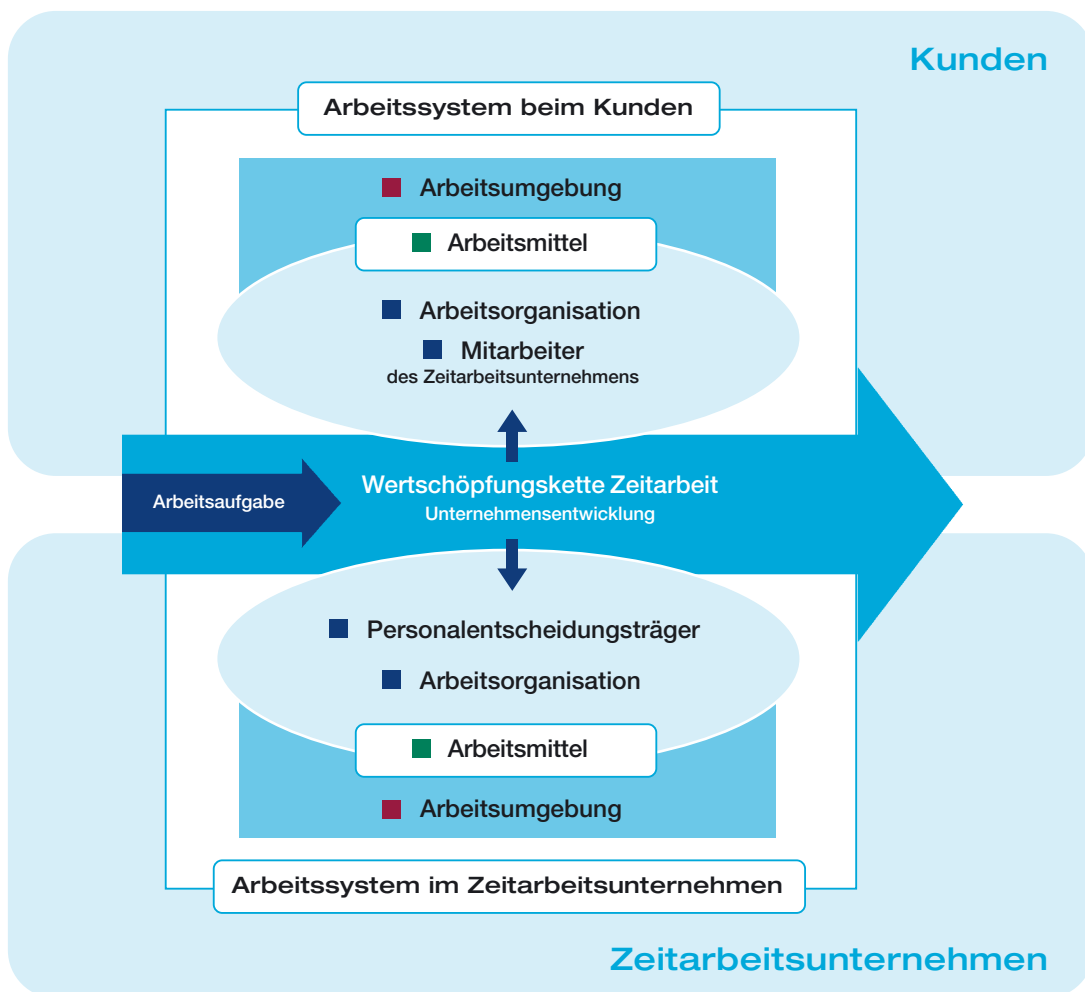 Kunden
Arbeitssystem beim Kunden
Arbeitsumgebung
Arbeitsmittel
Arbeitsorganisation
Mitarbeiter
des Zeitarbeitsunternehmens
Arbeitsaufgabe
Wertschöpfungskette Zeitarbeit
Unternehmensentwicklung
Personalentscheidungsträger
Arbeitsorganisation
Arbeitsmittel
Arbeitsumgebung
Arbeitssystem im Zeitarbeitsunternehmen
Zeitarbeitsunternehmen